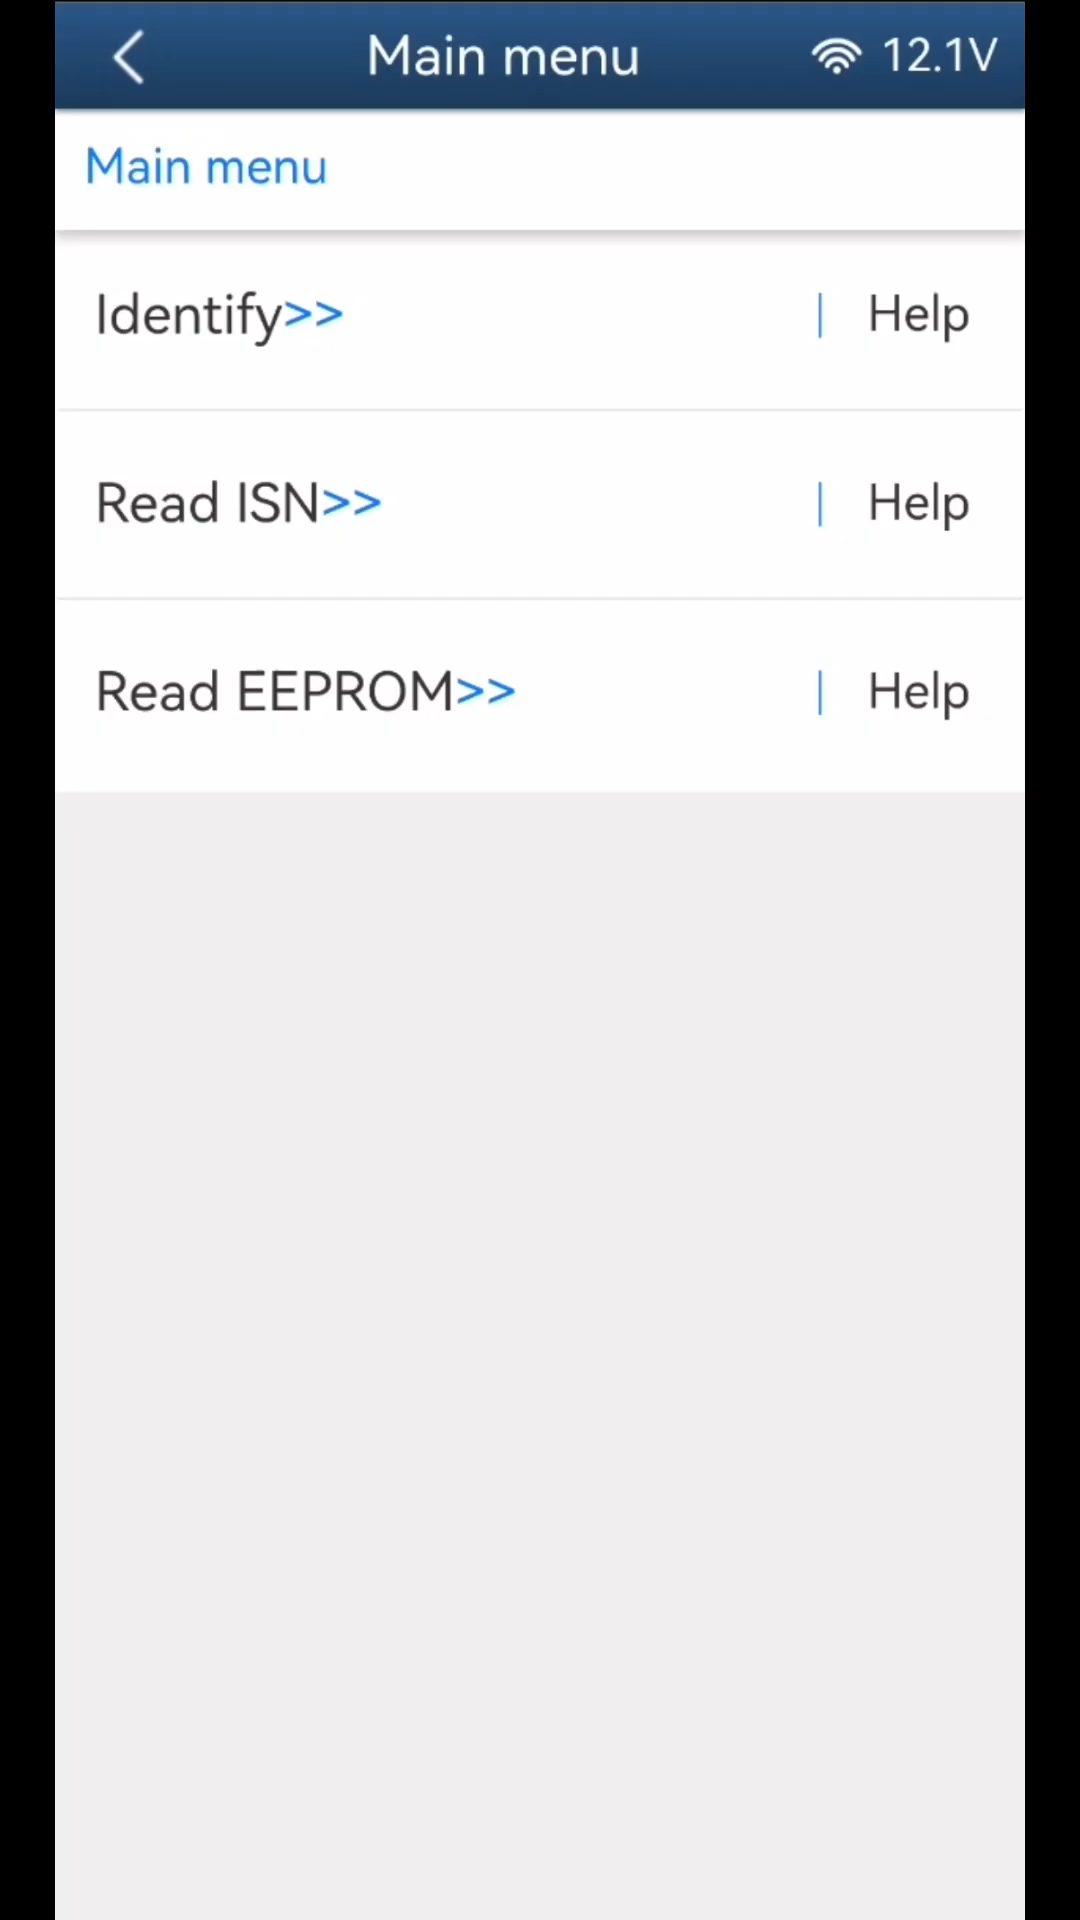 Main menu 12.1V
Main menu
Identify>> | Help
Read ISN>> | Help
Read EEPROM>> | Help